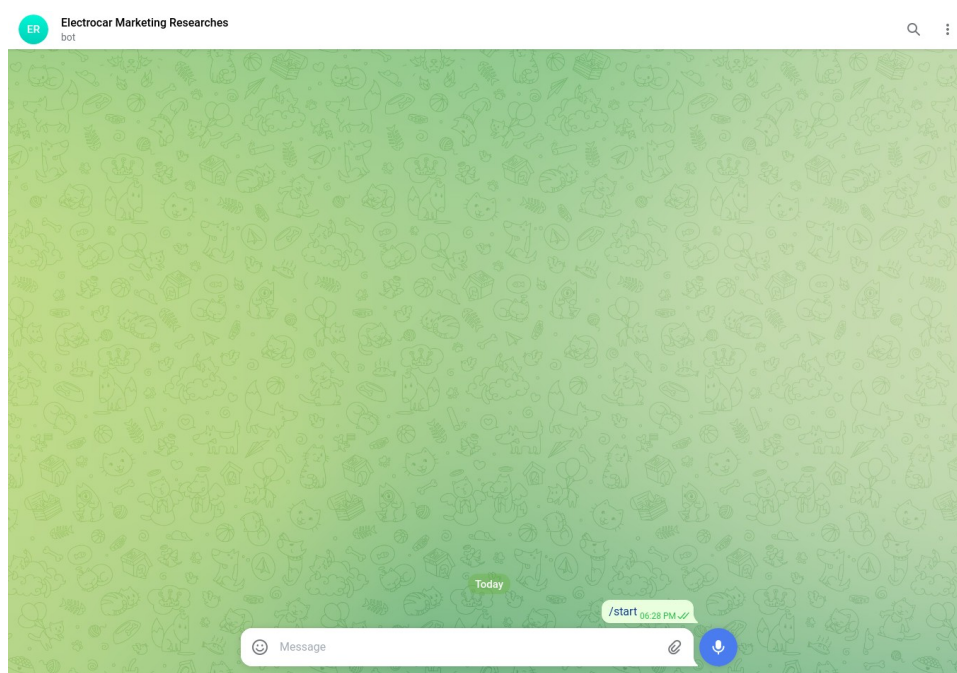 ER
Electrocar Marketing Researches
bot
Today
/start 06:28 PM
Message